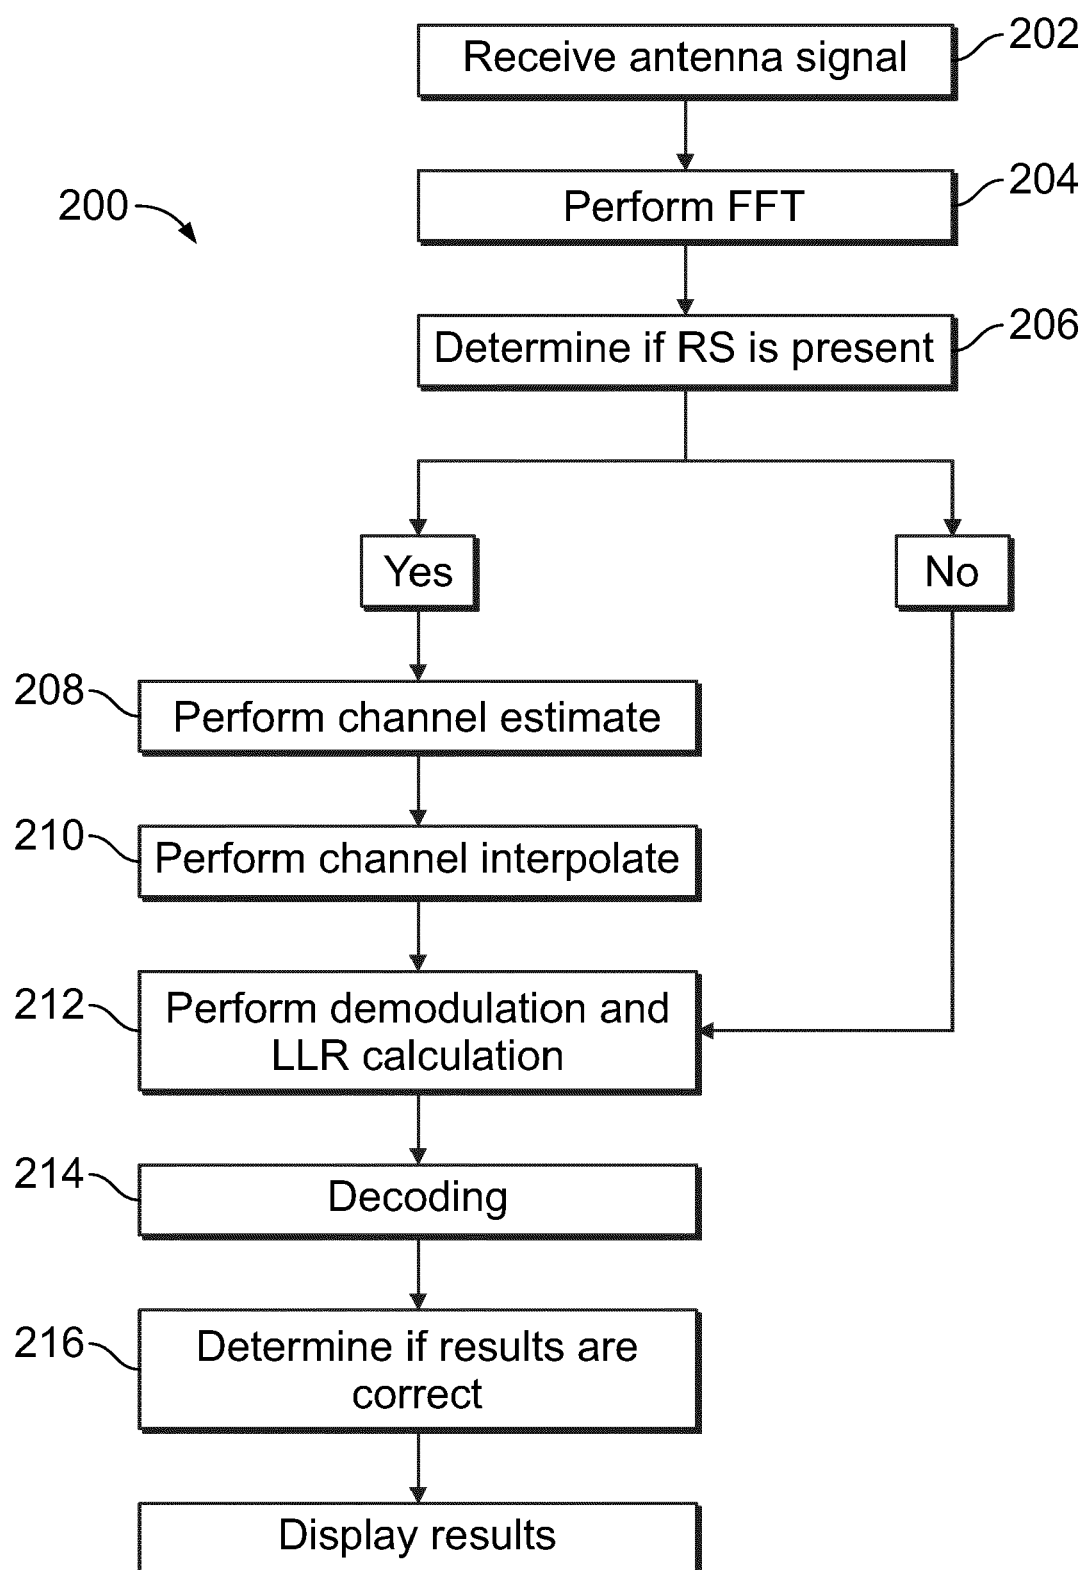 Receive antenna signal
202
200
Perform FFT
204
Determine if RS is present
206
Yes
No
208
Perform channel estimate
210
Perform channel interpolate
212
Perform demodulation and
LLR calculation
214
Decoding
216
Determine if results are
correct
Display results